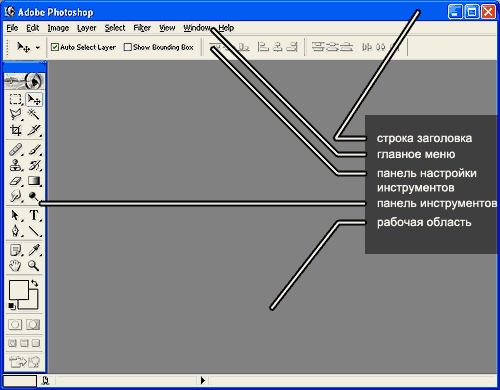 Adobe Photoshop
File Edit Image Layer Select Filter View Window Help
Auto Select Layer Show Bounding Box
строка заголовка
главное меню
панель настройки
инструментов
панель инструментов
рабочая область